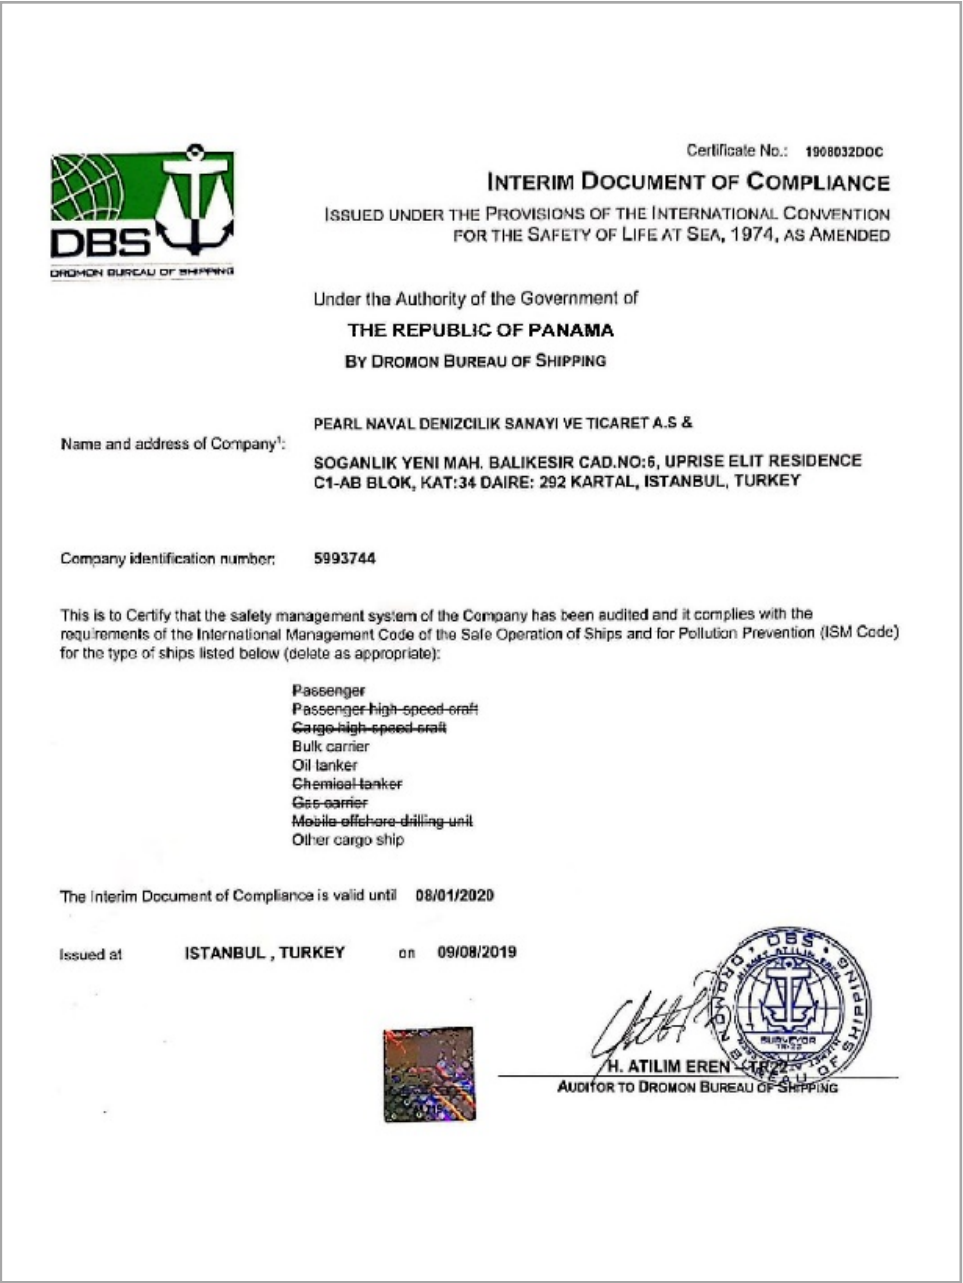 Certificate No.: 1908032DOC
INTERIM DOCUMENT OF COMPLIANCE
ISSUED UNDER THE PROVISIONS OF THE INTERNATIONAL CONVENTION
FOR THE SAFETY OF LIFE AT SEA, 1974, AS AMENDED
DBS
DROMON BUREAU OF SHIPPING
Under the Authority of the Government of
THE REPUBLIC OF PANAMA
BY DROMON BUREAU OF SHIPPING
Name and address of Company¹:
PEARL NAVAL DENIZCILIK SANAYI VE TICARET A.S &
SOGANLIK YENI MAH. BALIKESIR CAD.NO:6, UPRISE ELIT RESIDENCE
C1-AB BLOK, KAT:34 DAIRE: 292 KARTAL, ISTANBUL, TURKEY
Company identification number: 5993744
This is to Certify that the safety management system of the Company has been audited and it complies with the
requirements of the International Management Code of the Safe Operation of Ships and for Pollution Prevention (ISM Code)
for the type of ships listed below (delete as appropriate):
Passenger
Passenger high-speed craft
Cargo high-speed craft
Bulk carrier
Oil tanker
Chemical tanker
Gas carrier
Mobile offshore drilling unit
Other cargo ship
The Interim Document of Compliance is valid until 08/01/2020
Issued at ISTANBUL , TURKEY on 09/08/2019
DBS
DROMON BUREAU OF SHIPPING
SURVEYOR
TR-22
H. ATILIM EREN - TR22
AUDITOR TO DROMON BUREAU OF SHIPPING